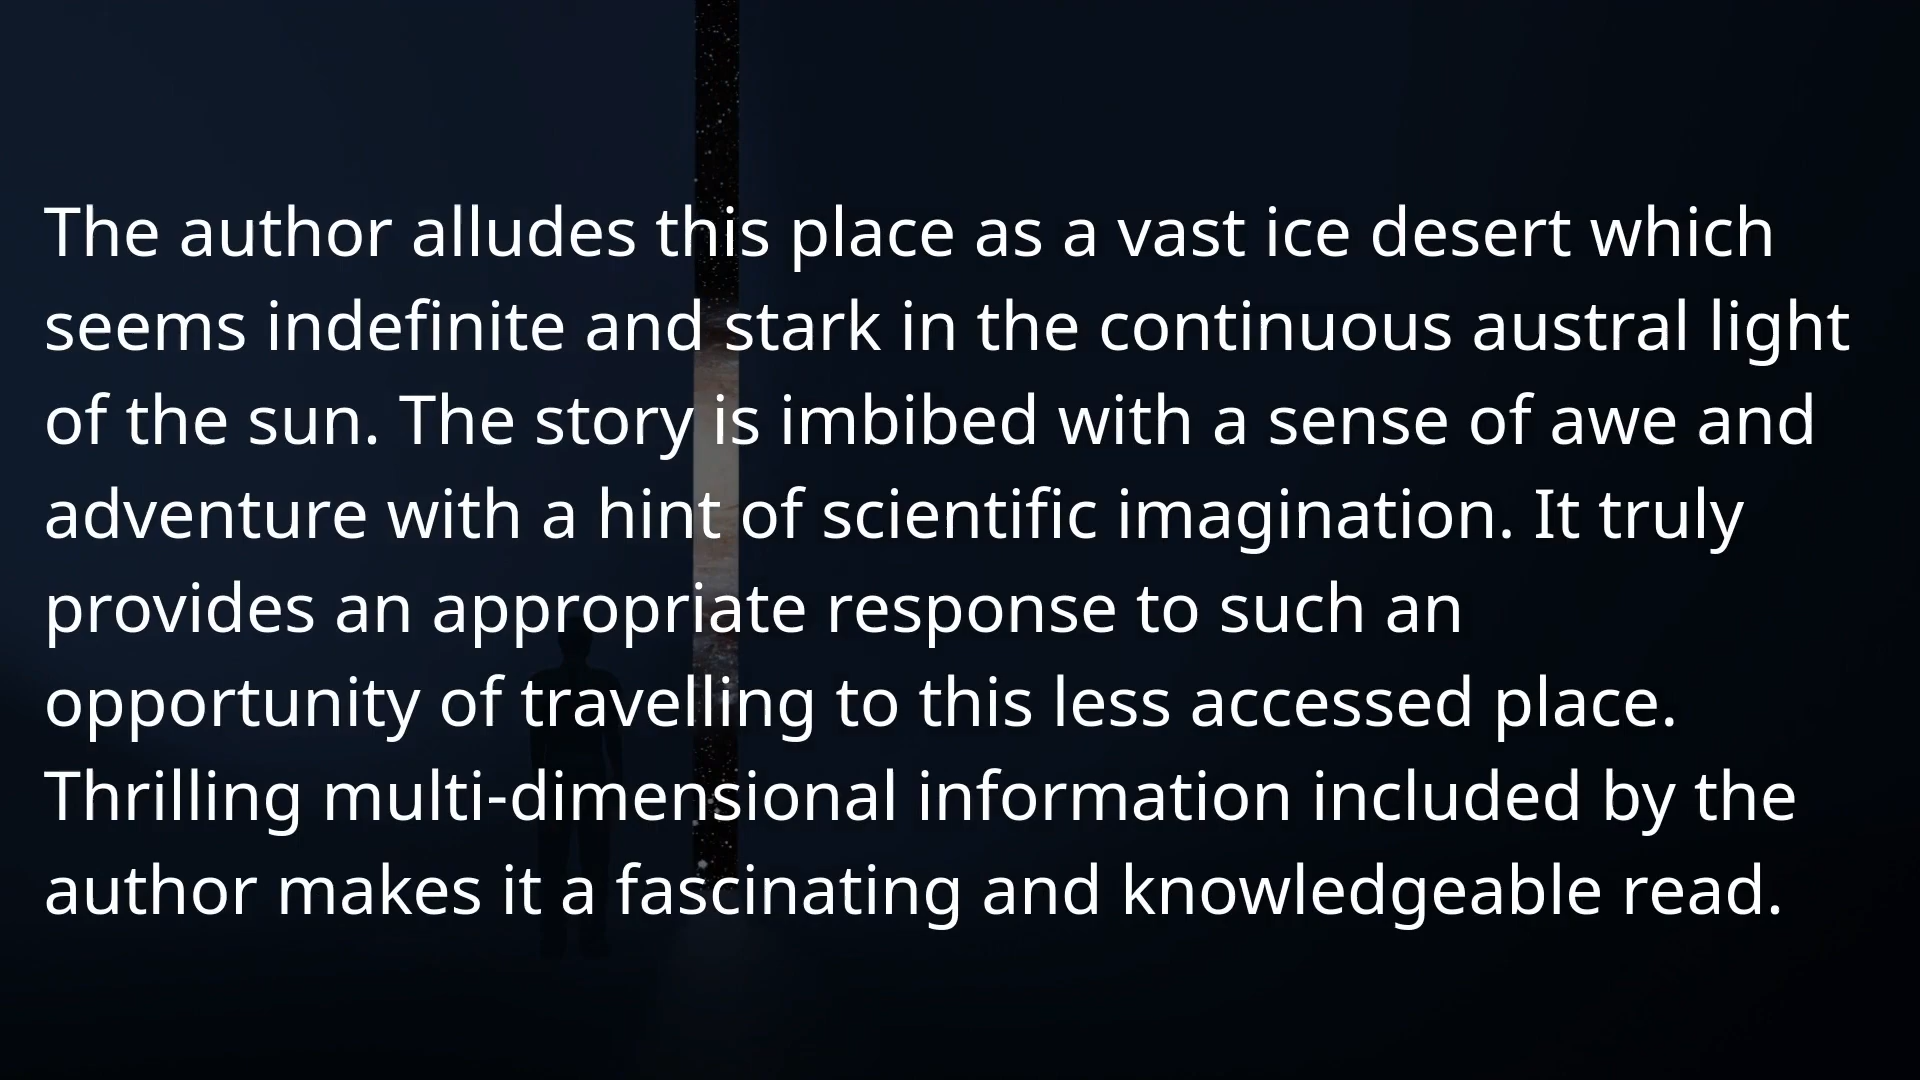 The author alludes this place as a vast ice desert which
seems indefinite and stark in the continuous austral light
of the sun. The story is imbibed with a sense of awe and
adventure with a hint of scientific imagination. It truly
provides an appropriate response to such an
opportunity of travelling to this less accessed place.
Thrilling multi-dimensional information included by the
author makes it a fascinating and knowledgeable read.